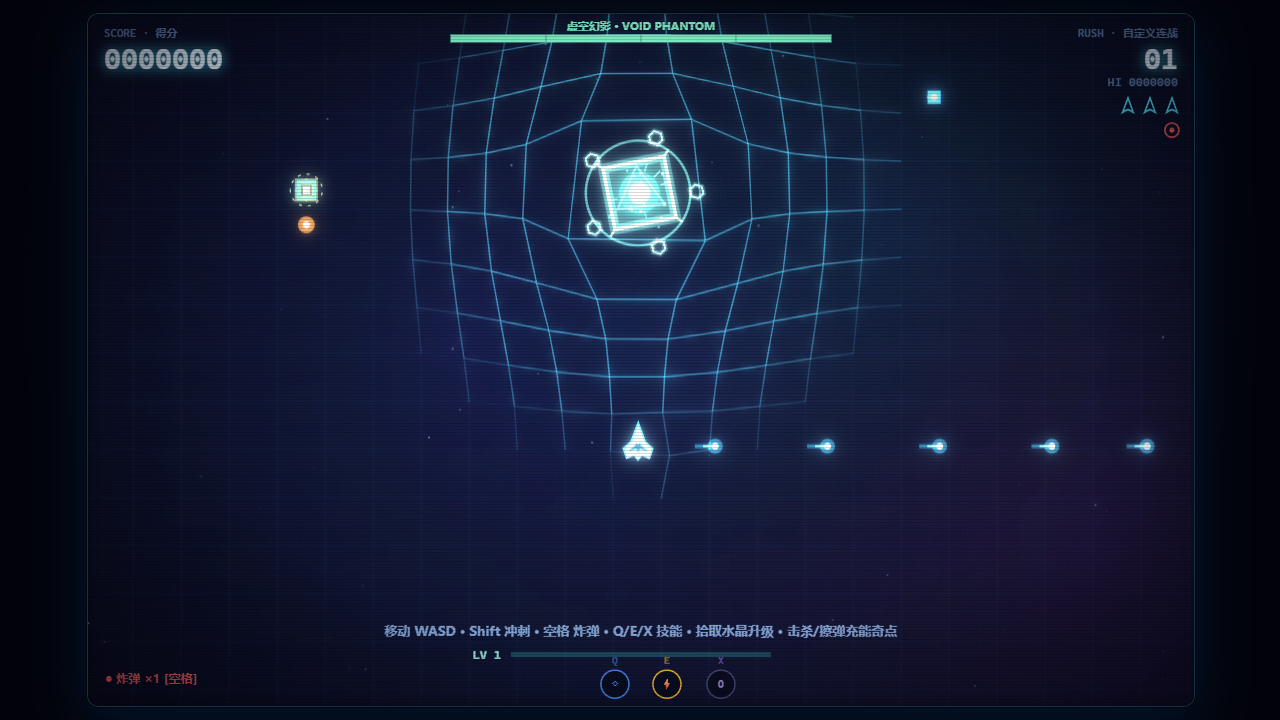 虚空幻影 • VOID PHANTOM
SCORE · 得分
0000000
RUSH · 自定义连战
01
HI 0000000
移动 WASD • Shift 冲刺 • 空格 炸弹 • Q/E/X 技能 • 拾取水晶升级 • 击杀/擦弹充能奇点
LV 1
Q E X
0
炸弹 ×1 [空格]